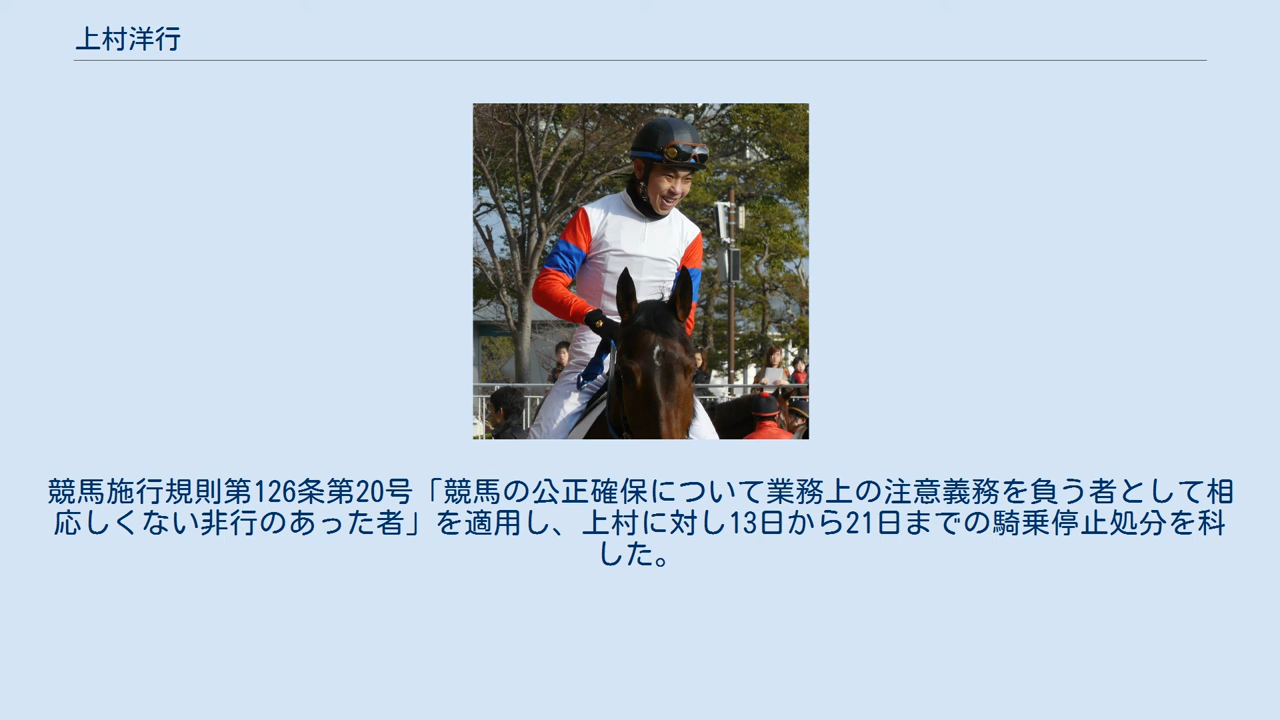 上村洋行
競馬施行規則第126条第20号「競馬の公正確保について業務上の注意義務を負う者として相
応しくない非行のあった者」を適用し、上村に対し13日から21日までの騎乗停止処分を科
した。